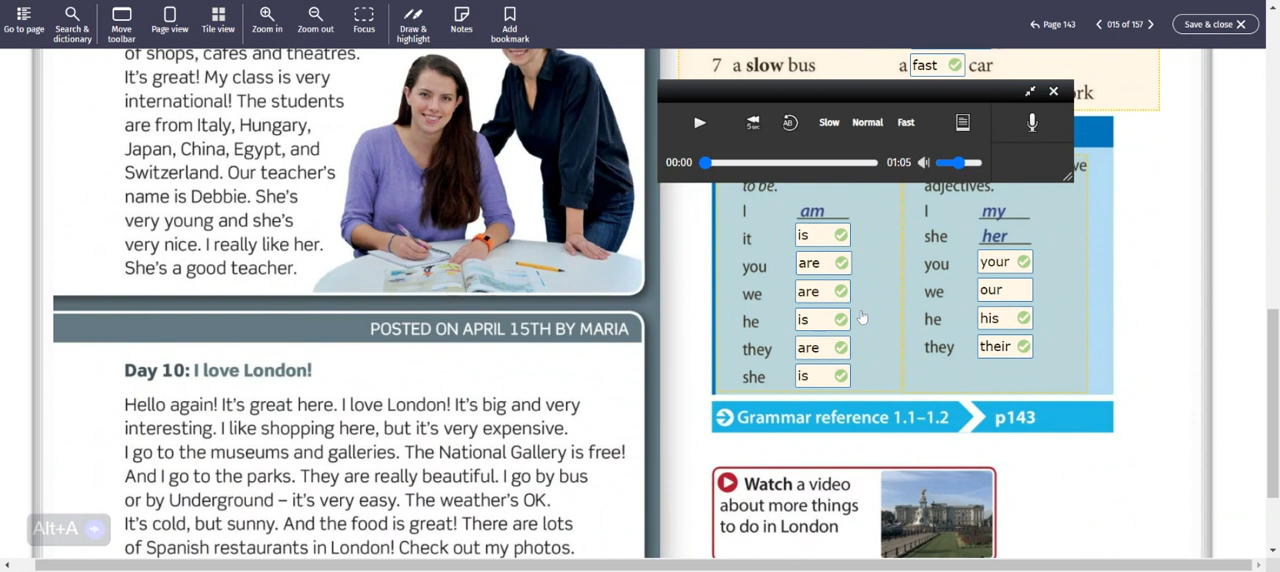 Go to page
Search & dictionary
Move toolbar
Page view
Tile view
Zoom in
Zoom out
Focus
Draw & highlight
Notes
Add bookmark
Page 143
015 of 157
Save & close
of shops, cafés and theatres.
It's great! My class is very
international! The students
are from Italy, Hungary,
Japan, China, Egypt, and
Switzerland. Our teacher's
name is Debbie. She's
very young and she's
very nice. I really like her.
She's a good teacher.
POSTED ON APRIL 15TH BY MARIA
Day 10: I love London!
Hello again! It's great here. I love London! It's big and very
interesting. I like shopping here, but it's very expensive.
I go to the museums and galleries. The National Gallery is free!
And I go to the parks. They are really beautiful. I go by bus
or by Underground – it's very easy. The weather's OK.
It's cold, but sunny. And the food is great! There are lots
of Spanish restaurants in London! Check out my photos.
Alt+A
7 a slow bus a fast car
ork
5 sec
AB
Slow
Normal
Fast
00:00
01:05
ve
to be.
adjectives.
I am
I my
it is
she her
you are
you your
we are
we our
he is
he his
they are
they their
she is
Grammar reference 1.1–1.2 p143
Watch a video
about more things
to do in London